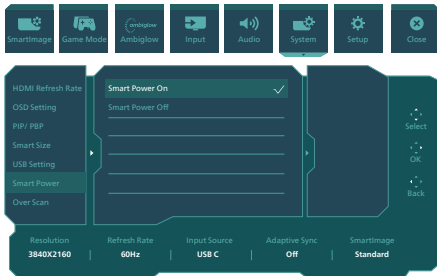 SmartImage Game Mode Ambiglow Input Audio System Setup Close
ambiglow
HDMI Refresh Rate
OSD Setting
PIP/ PBP
Smart Size
USB Setting
Smart Power
Over Scan
Smart Power On
Smart Power Off
Select
OK
Back
Resolution Refresh Rate Input Source Adaptive Sync SmartImage
3840X2160 | 60Hz | USB C | Off | Standard